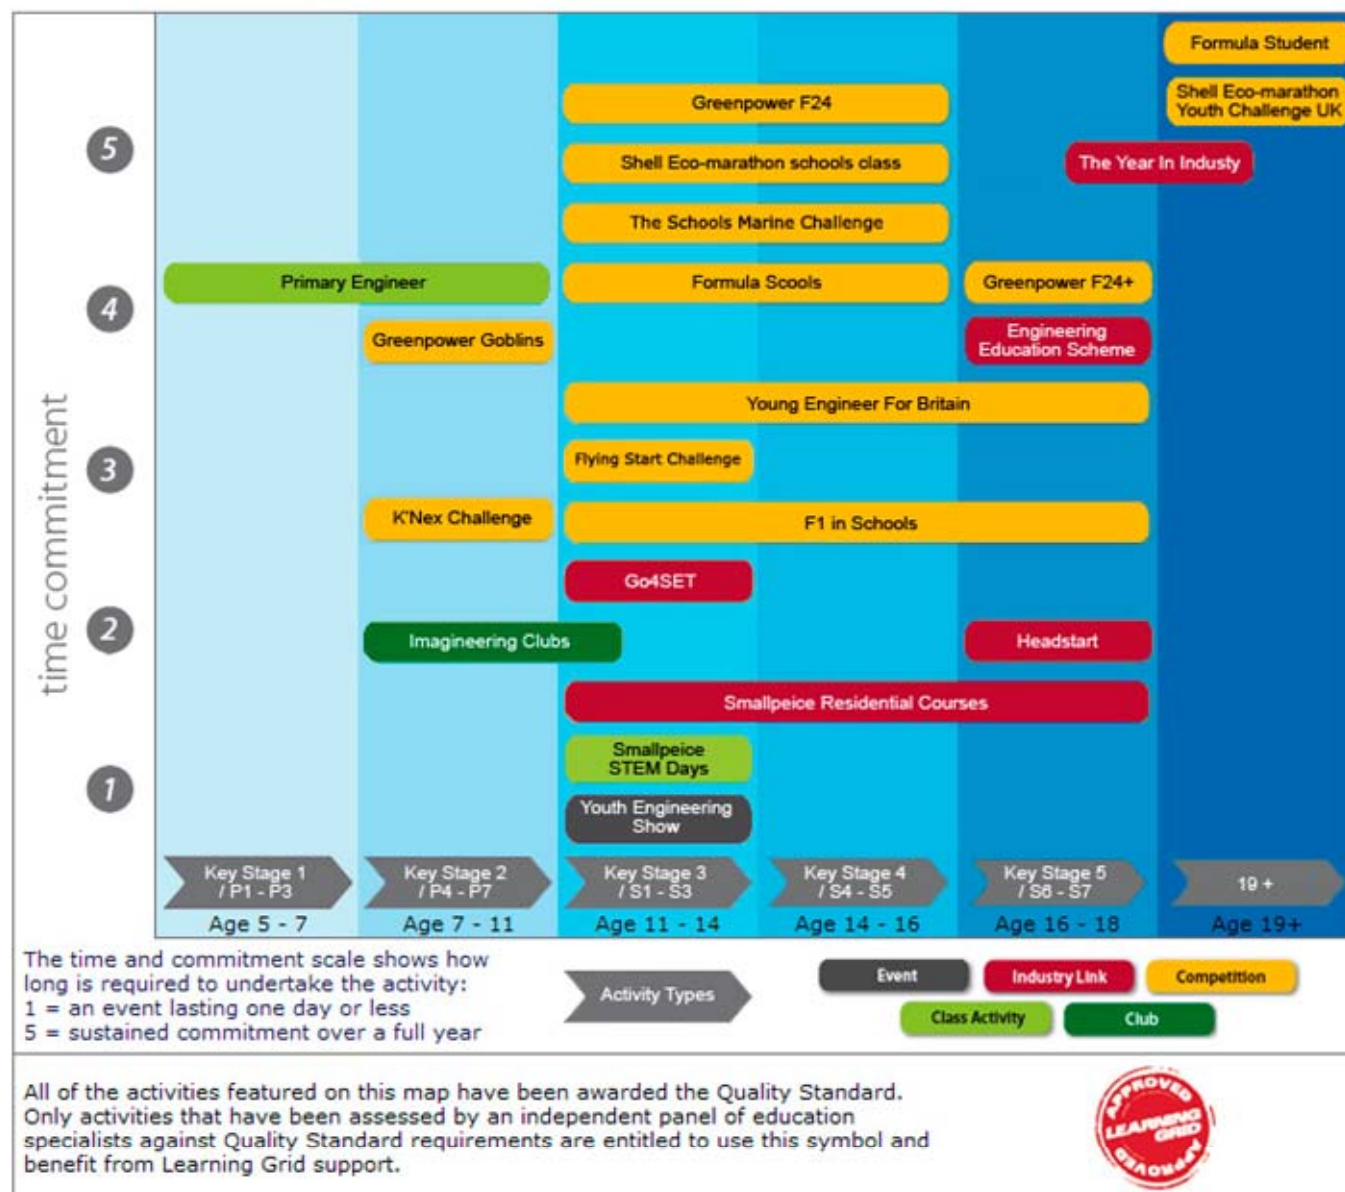 Formula Student
Shell Eco-marathon
Youth Challenge UK
Greenpower F24
5
Shell Eco-marathon schools class
The Year In Industy
The Schools Marine Challenge
Primary Engineer
Formula Scools
Greenpower F24+
4
Greenpower Goblins
Engineering
Education Scheme
Young Engineer For Britain
time commitment
3
Flying Start Challenge
K'Nex Challenge
F1 in Schools
Go4SET
2
Imagineering Clubs
Headstart
Smallpeice Residential Courses
Smallpeice
STEM Days
1
Youth Engineering
Show
Key Stage 1
/ P1 - P3
Key Stage 2
/ P4 - P7
Key Stage 3
/ S1 - S3
Key Stage 4
/ S4 - S5
Key Stage 5
/ S6 - S7
19 +
Age 5 - 7
Age 7 - 11
Age 11 - 14
Age 14 - 16
Age 16 - 18
Age 19+
The time and commitment scale shows how
long is required to undertake the activity:
1 = an event lasting one day or less
5 = sustained commitment over a full year
Activity Types
Event
Industry Link
Competition
Class Activity
Club
All of the activities featured on this map have been awarded the Quality Standard.
Only activities that have been assessed by an independent panel of education
specialists against Quality Standard requirements are entitled to use this symbol and
benefit from Learning Grid support.
APPROVED
LEARNING
GRID
APPROVED